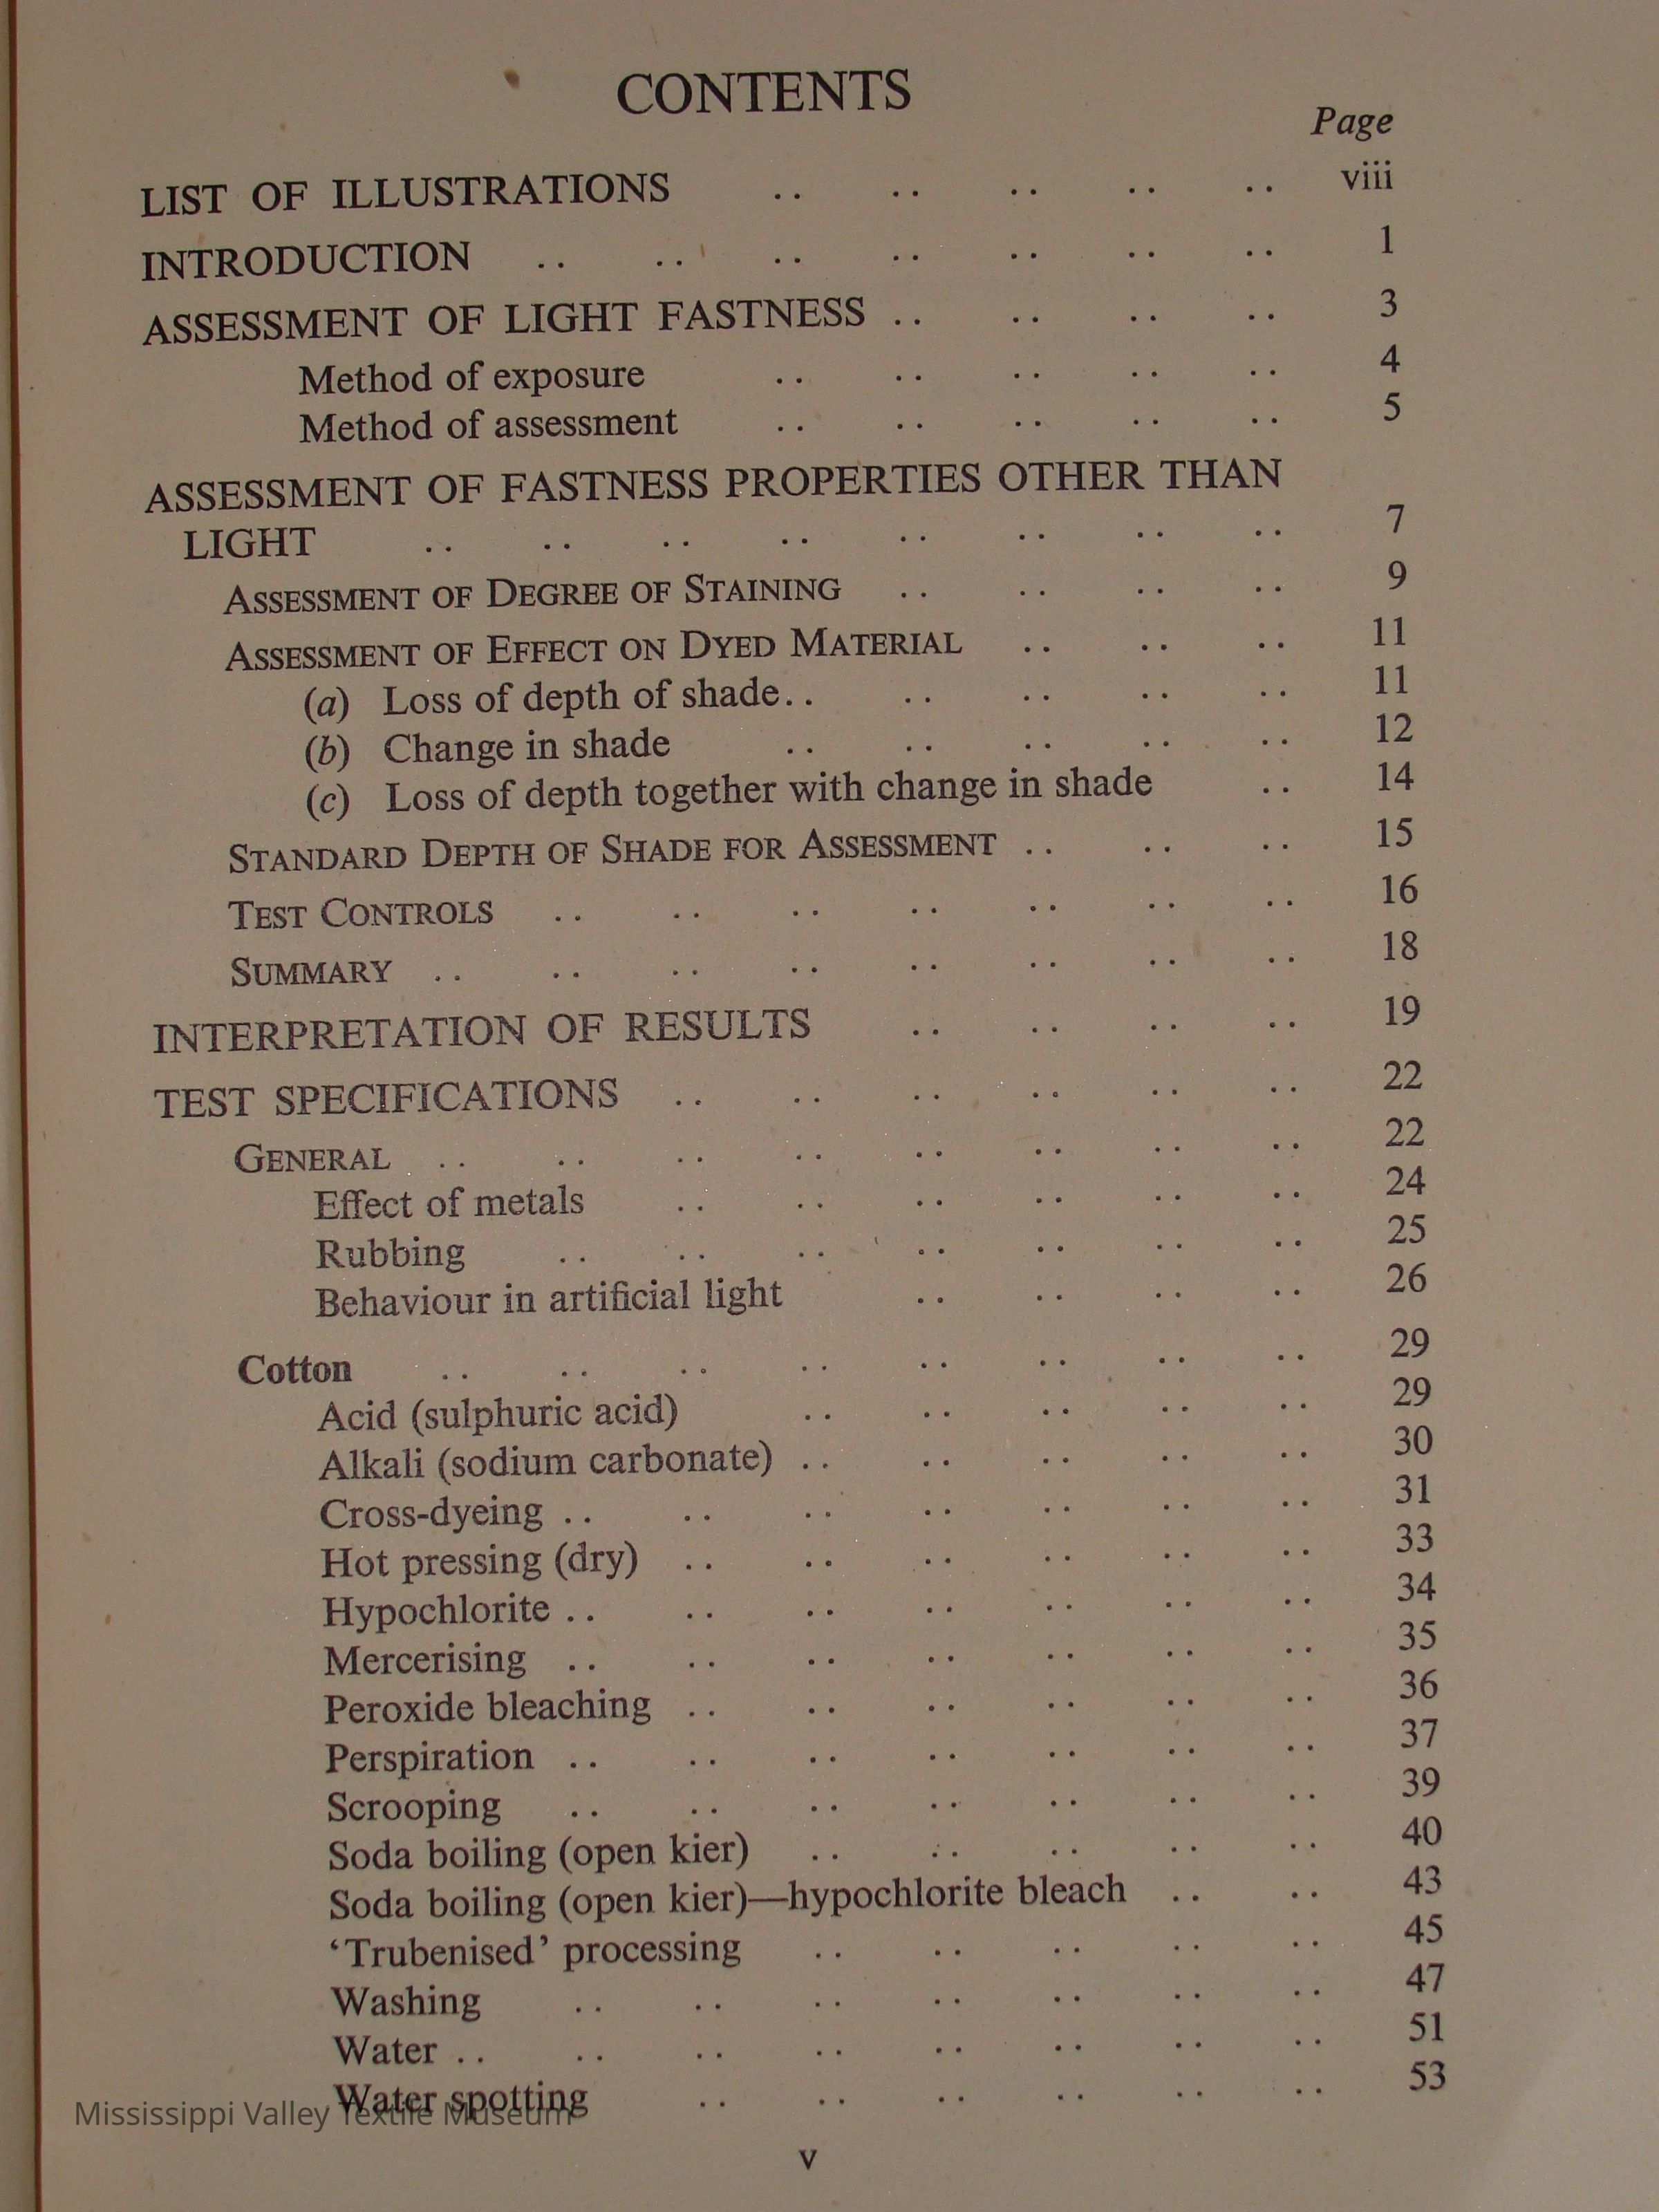 CONTENTS
Page
LIST OF ILLUSTRATIONS .. .. .. .. .. viii
INTRODUCTION .. .. .. .. .. .. .. 1
ASSESSMENT OF LIGHT FASTNESS .. .. .. .. 3
Method of exposure .. .. .. .. .. 4
Method of assessment .. .. .. .. .. 5
ASSESSMENT OF FASTNESS PROPERTIES OTHER THAN
LIGHT .. .. .. .. .. .. .. .. 7
ASSESSMENT OF DEGREE OF STAINING .. .. .. .. 9
ASSESSMENT OF EFFECT ON DYED MATERIAL .. .. .. 11
(a) Loss of depth of shade.. .. .. .. .. 11
(b) Change in shade .. .. .. .. .. 12
(c) Loss of depth together with change in shade .. 14
STANDARD DEPTH OF SHADE FOR ASSESSMENT .. .. .. 15
TEST CONTROLS .. .. .. .. .. .. .. 16
SUMMARY .. .. .. .. .. .. .. .. 18
INTERPRETATION OF RESULTS .. .. .. .. 19
TEST SPECIFICATIONS .. .. .. .. .. .. 22
GENERAL .. .. .. .. .. .. .. .. 22
Effect of metals .. .. .. .. .. .. 24
Rubbing .. .. .. .. .. .. .. 25
Behaviour in artificial light .. .. .. .. 26
Cotton .. .. .. .. .. .. .. .. 29
Acid (sulphuric acid) .. .. .. .. .. 29
Alkali (sodium carbonate) .. .. .. .. .. 30
Cross-dyeing .. .. .. .. .. .. .. 31
Hot pressing (dry) .. .. .. .. .. .. 33
Hypochlorite .. .. .. .. .. .. .. 34
Mercerising .. .. .. .. .. .. .. 35
Peroxide bleaching .. .. .. .. .. .. 36
Perspiration .. .. .. .. .. .. .. 37
Scrooping .. .. .. .. .. .. .. 39
Soda boiling (open kier) .. .. .. .. .. 40
Soda boiling (open kier)—hypochlorite bleach .. .. 43
‘Trubenised’ processing .. .. .. .. .. 45
Washing .. .. .. .. .. .. .. 47
Water .. .. .. .. .. .. .. .. 51
Water spotting .. .. .. .. .. .. 53
Mississippi Valley Textile Museum
v